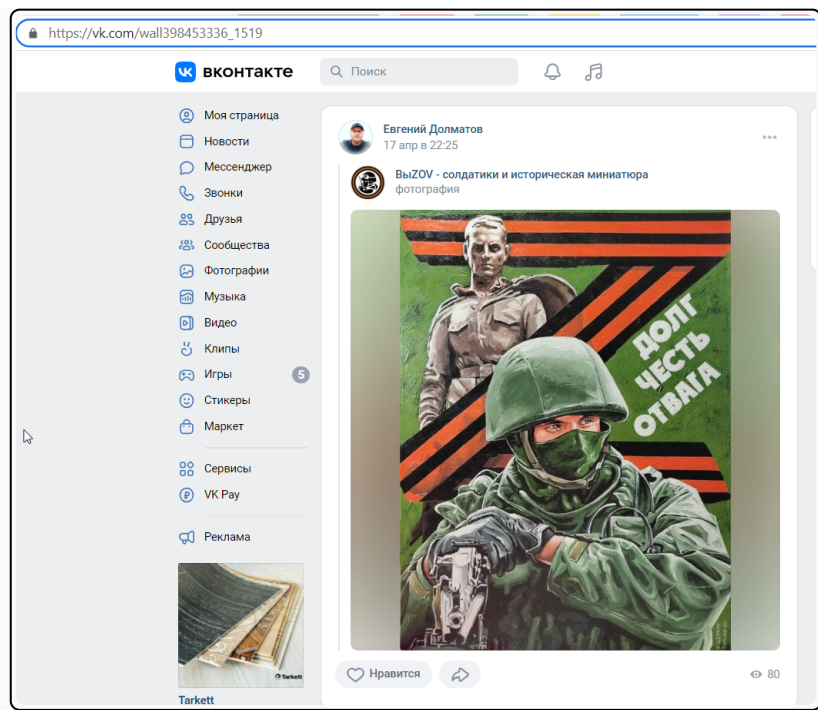 https://vk.com/wall398453336_1519
вконтакте
Поиск
Моя страница
Новости
Мессенджер
Звонки
Друзья
Сообщества
Фотографии
Музыка
Видео
Клипы
Игры
5
Стикеры
Маркет
Сервисы
VK Pay
Реклама
Tarkett
Tarkett
Евгений Долматов
17 апр в 22:25
ВыZOV - солдатики и историческая миниатюра
фотография
ДОЛГ
ЧЕСТЬ
ОТВАГА
Нравится
80